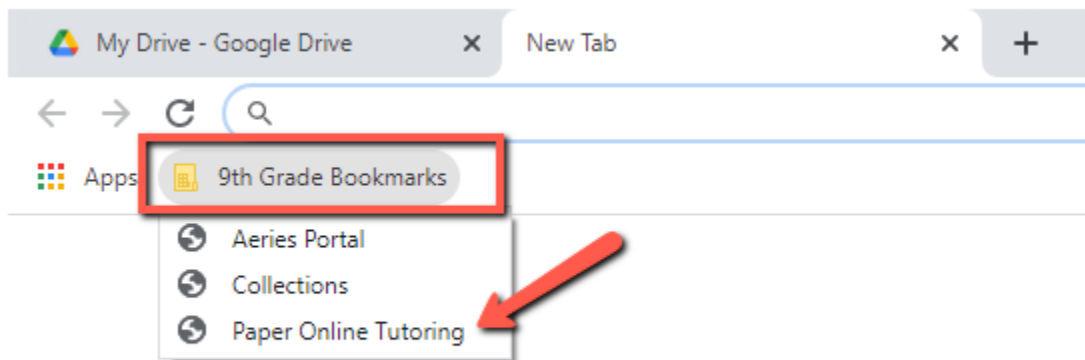 My Drive - Google Drive New Tab
Apps 9th Grade Bookmarks
Aeries Portal
Collections
Paper Online Tutoring